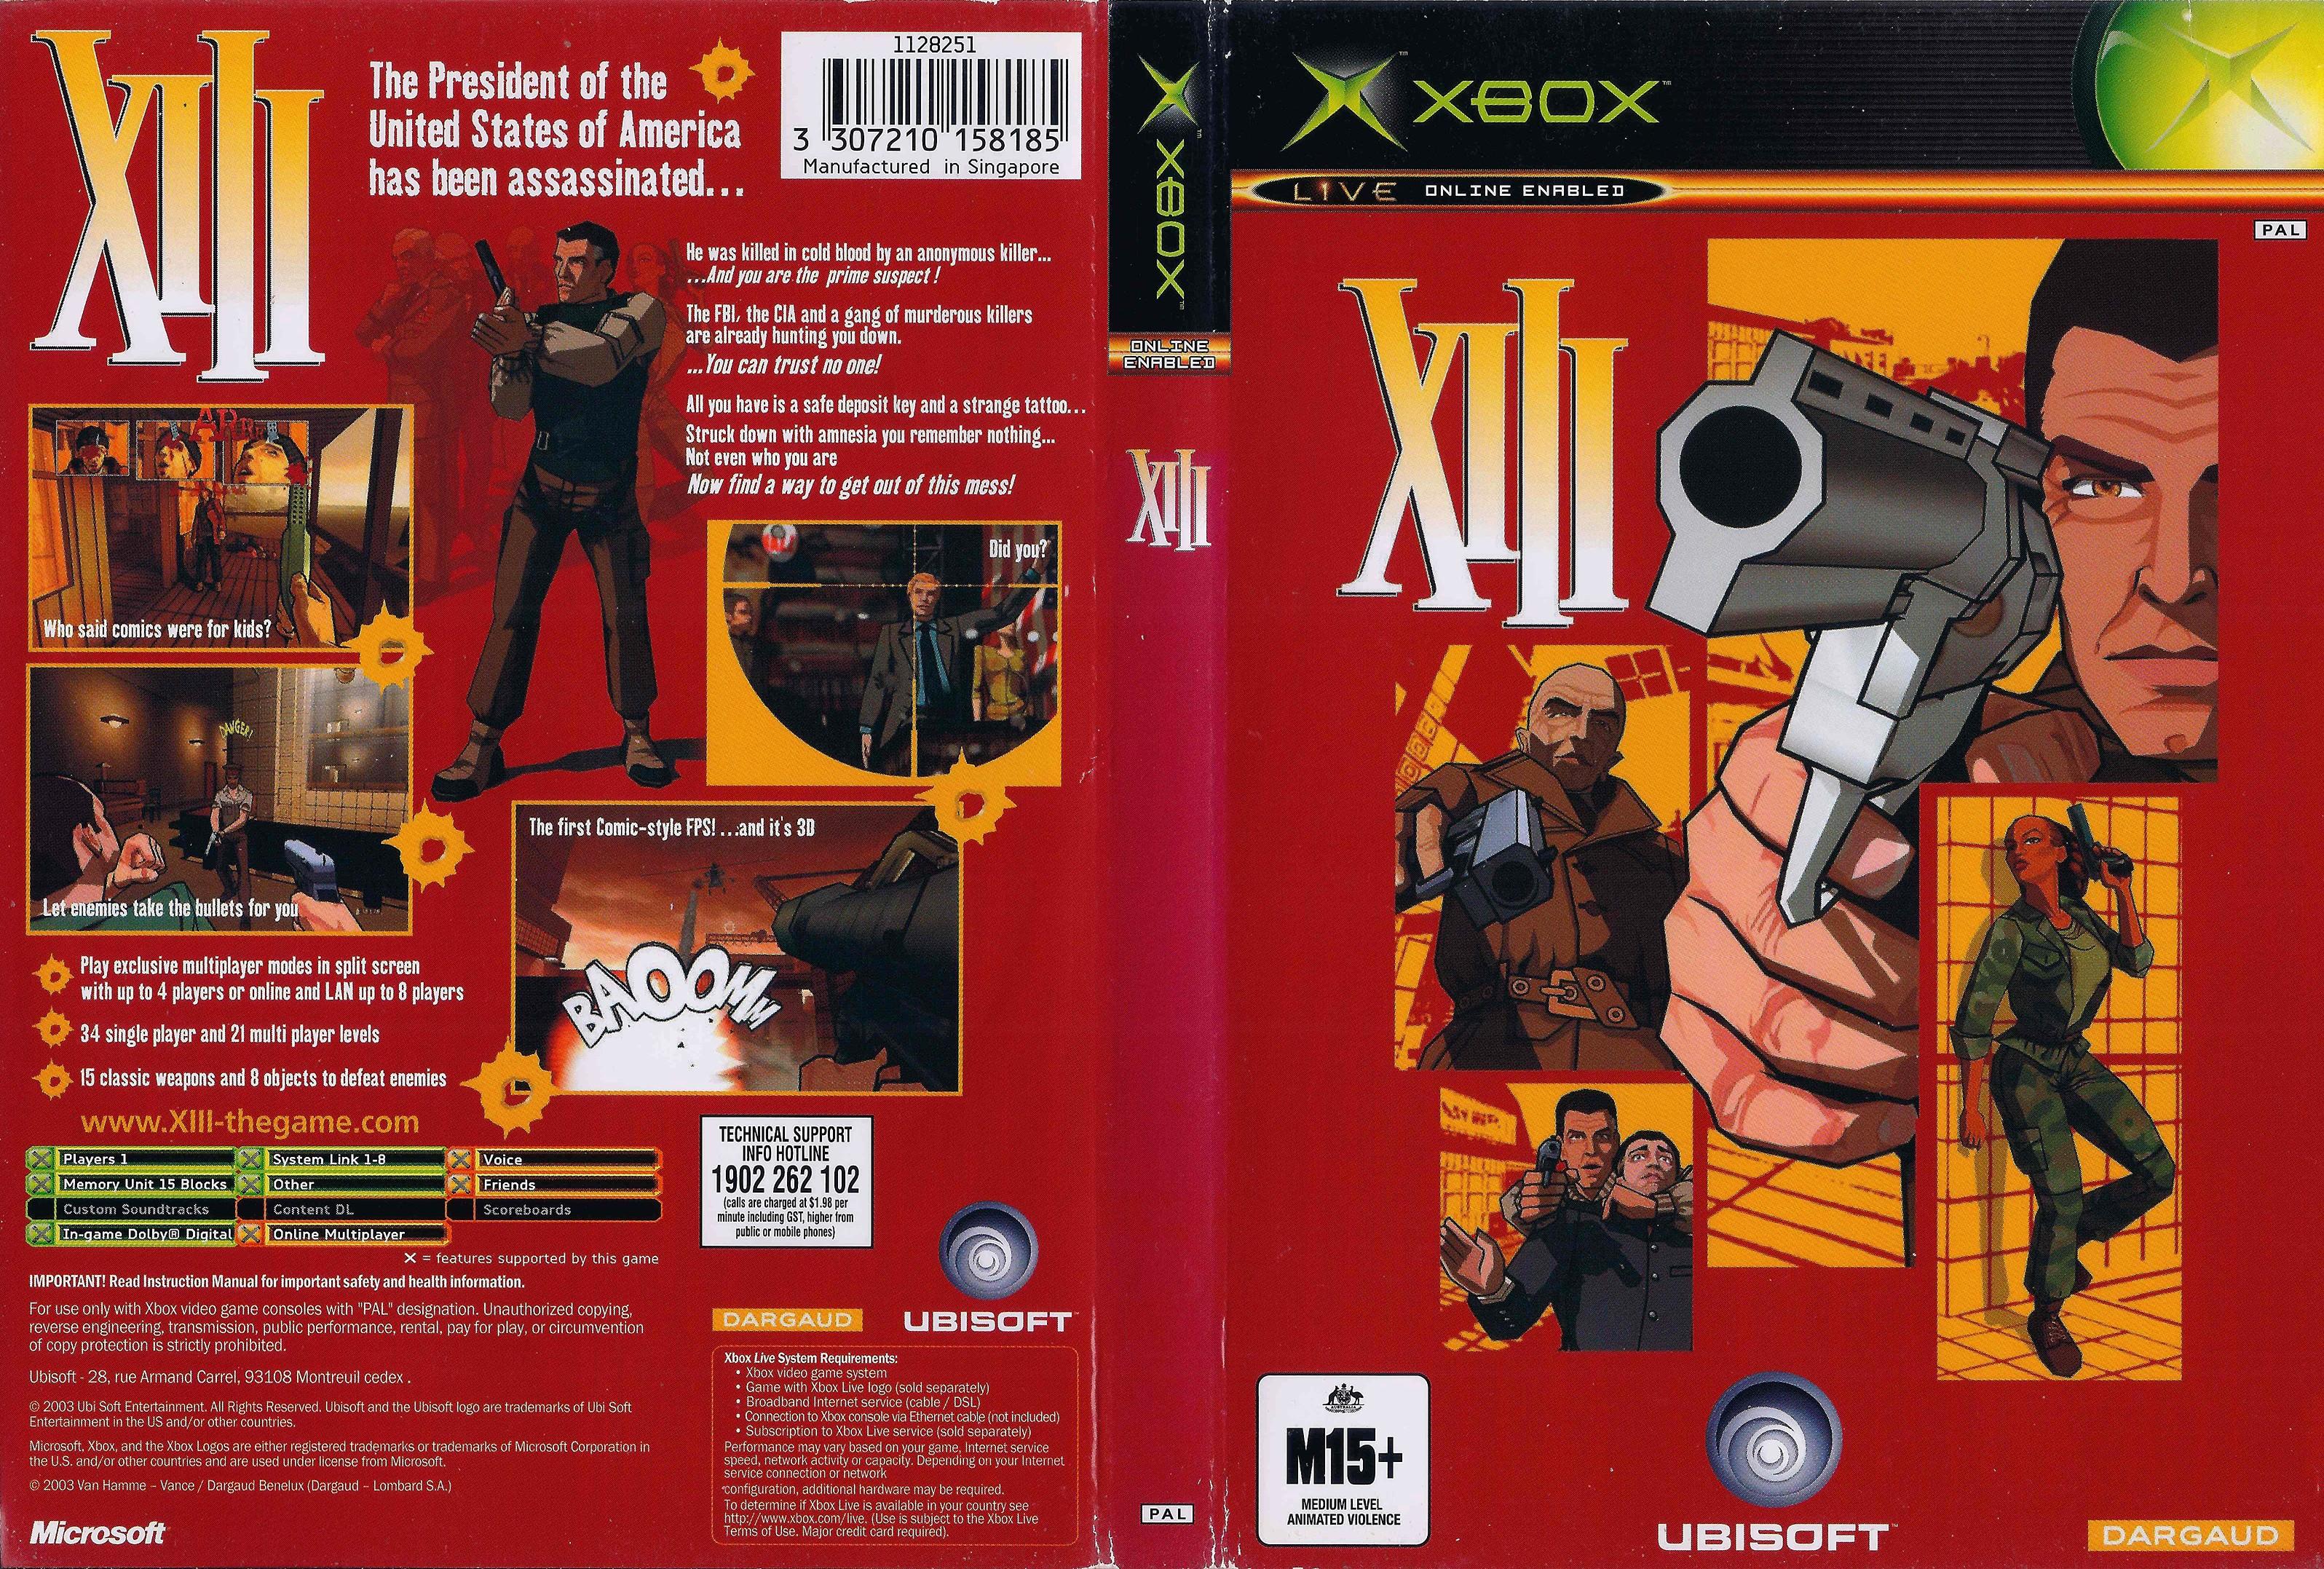 XIII
The President of the
United States of America
has been assassinated...
1128251
3 307210 158185
Manufactured in Singapore
He was killed in cold blood by an anonymous killer...
...And you are the prime suspect!
The FBI, the CIA and a gang of murderous killers
are already hunting you down.
...You can trust no one!
All you have is a safe deposit key and a strange tattoo...
Struck down with amnesia you remember nothing...
Not even who you are
Now find a way to get out of this mess!
Who said comics were for kids?
Did you?
DANGER!
Let enemies take the bullets for you
The first Comic-style FPS! ...and it's 3D
BAOOMM
Play exclusive multiplayer modes in split screen
with up to 4 players or online and LAN up to 8 players
34 single player and 21 multi player levels
15 classic weapons and 8 objects to defeat enemies
www.XIII-thegame.com
Players 1
System Link 1-8
Voice
Memory Unit 15 Blocks
Other
Friends
Custom Soundtracks
Content DL
Scoreboards
In-game Dolby® Digital
Online Multiplayer
X = features supported by this game
TECHNICAL SUPPORT
INFO HOTLINE
1902 262 102
(calls are charged at $1.98 per
minute including GST, higher from
public or mobile phones)
IMPORTANT! Read Instruction Manual for important safety and health information.
For use only with Xbox video game consoles with "PAL" designation. Unauthorized copying,
reverse engineering, transmission, public performance, rental, pay for play, or circumvention
of copy protection is strictly prohibited.
Ubisoft - 28, rue Armand Carrel, 93108 Montreuil cedex .
© 2003 Ubi Soft Entertainment. All Rights Reserved. Ubisoft and the Ubisoft logo are trademarks of Ubi Soft
Entertainment in the US and/or other countries.
Microsoft, Xbox, and the Xbox Logos are either registered trademarks or trademarks of Microsoft Corporation in
the U.S. and/or other countries and are used under license from Microsoft.
© 2003 Van Hamme – Vance / Dargaud Benelux (Dargaud – Lombard S.A.)
Microsoft
DARGAUD
UBISOFT™
Xbox Live System Requirements:
• Xbox video game system
• Game with Xbox Live logo (sold separately)
• Broadband Internet service (cable / DSL)
• Connection to Xbox console via Ethernet cable (not included)
• Subscription to Xbox Live service (sold separately)
Performance may vary based on your game, Internet service
speed, network activity or capacity. Depending on your Internet
service connection or network
configuration, additional hardware may be required.
To determine if Xbox Live is available in your country see
http://www.xbox.com/live. (Use is subject to the Xbox Live
Terms of Use. Major credit card required).
XBOX™
ONLINE
ENABLED
XIII
PAL
XBOX™
LIVE ONLINE ENABLED
PAL
XIII
AUSTRALIA
M15+
MEDIUM LEVEL
ANIMATED VIOLENCE
UBISOFT™
DARGAUD